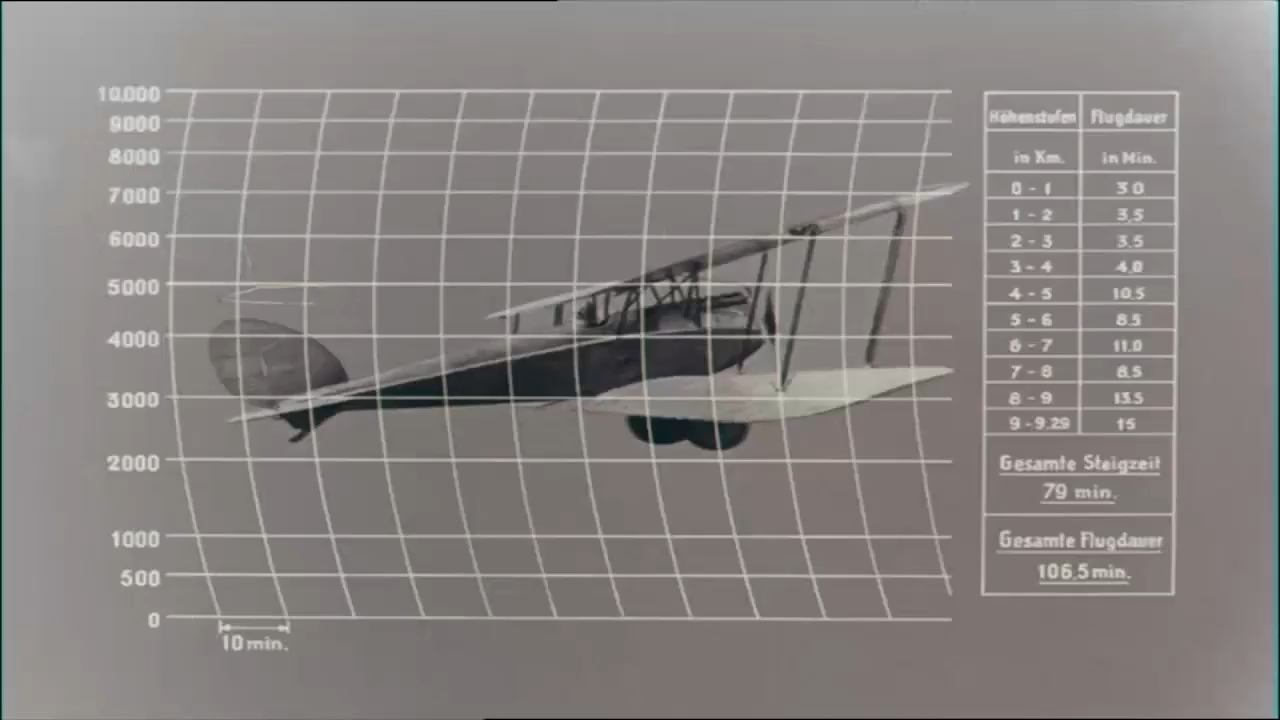 10.000
9000
8000
7000
6000
5000
4000
3000
2000
1000
500
0
10 min.
Höhenstufen Flugdauer
in Km. in Min.
0 - 1 30
1 - 2 3,5
2 - 3 3.5
3 - 4 4,0
4 - 5 10.5
5 - 6 8.5
6 - 7 11.0
7 - 8 8.5
8 - 9 13.5
9 - 9.29 15
Gesamte Steigzeit
79 min.
Gesamte Flugdauer
106,5 min.